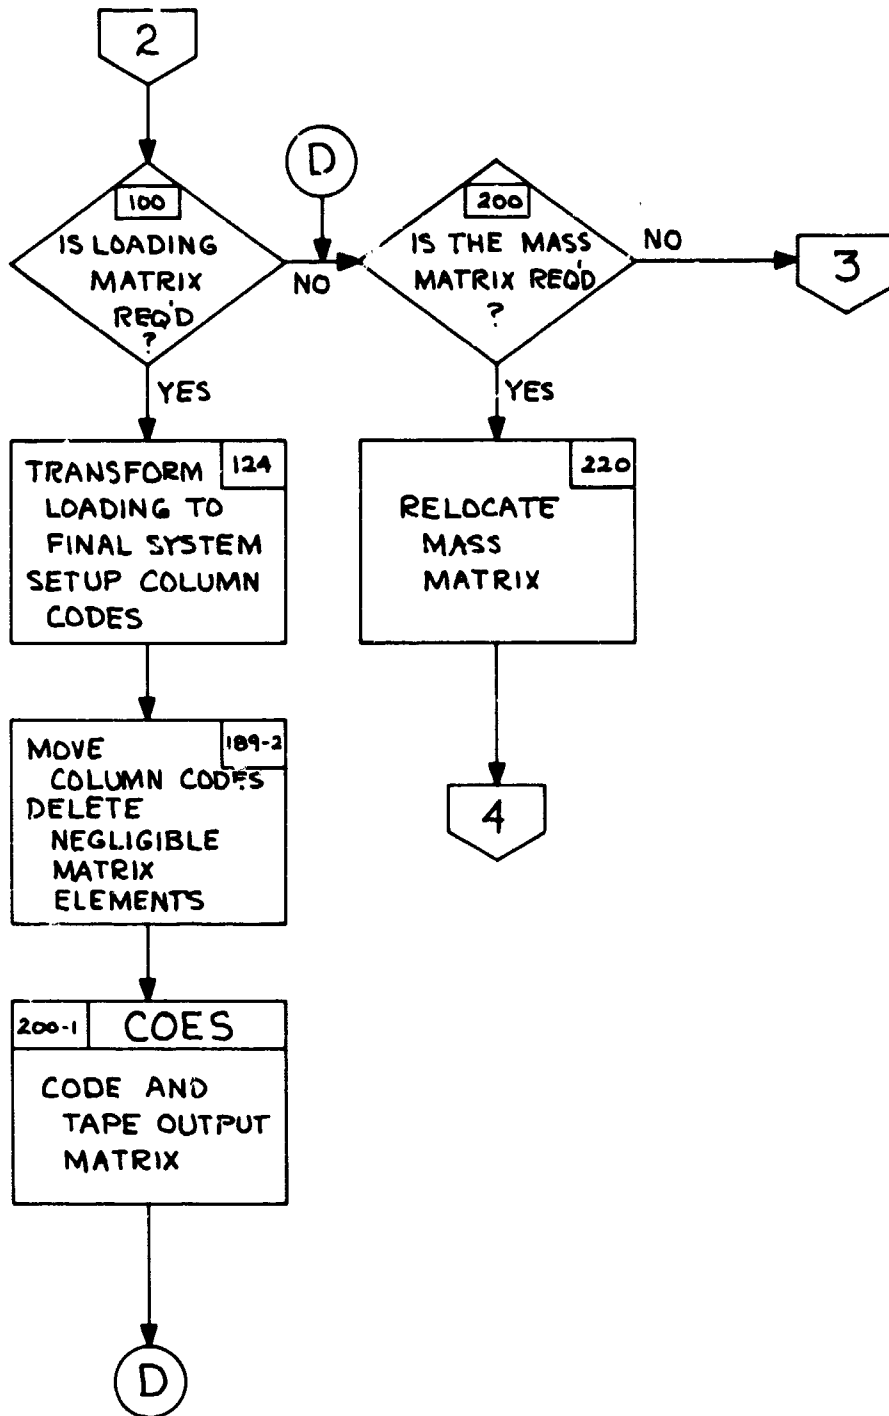 2
D
100
IS LOADING
MATRIX
REQ'D
?
NO
YES
200
IS THE MASS
MATRIX REQ'D
?
NO
3
YES
124
TRANSFORM
LOADING TO
FINAL SYSTEM
SETUP COLUMN
CODES
220
RELOCATE
MASS
MATRIX
189-2
MOVE
COLUMN CODES
DELETE
NEGLIGIBLE
MATRIX
ELEMENTS
4
200-1 COES
CODE AND
TAPE OUTPUT
MATRIX
D